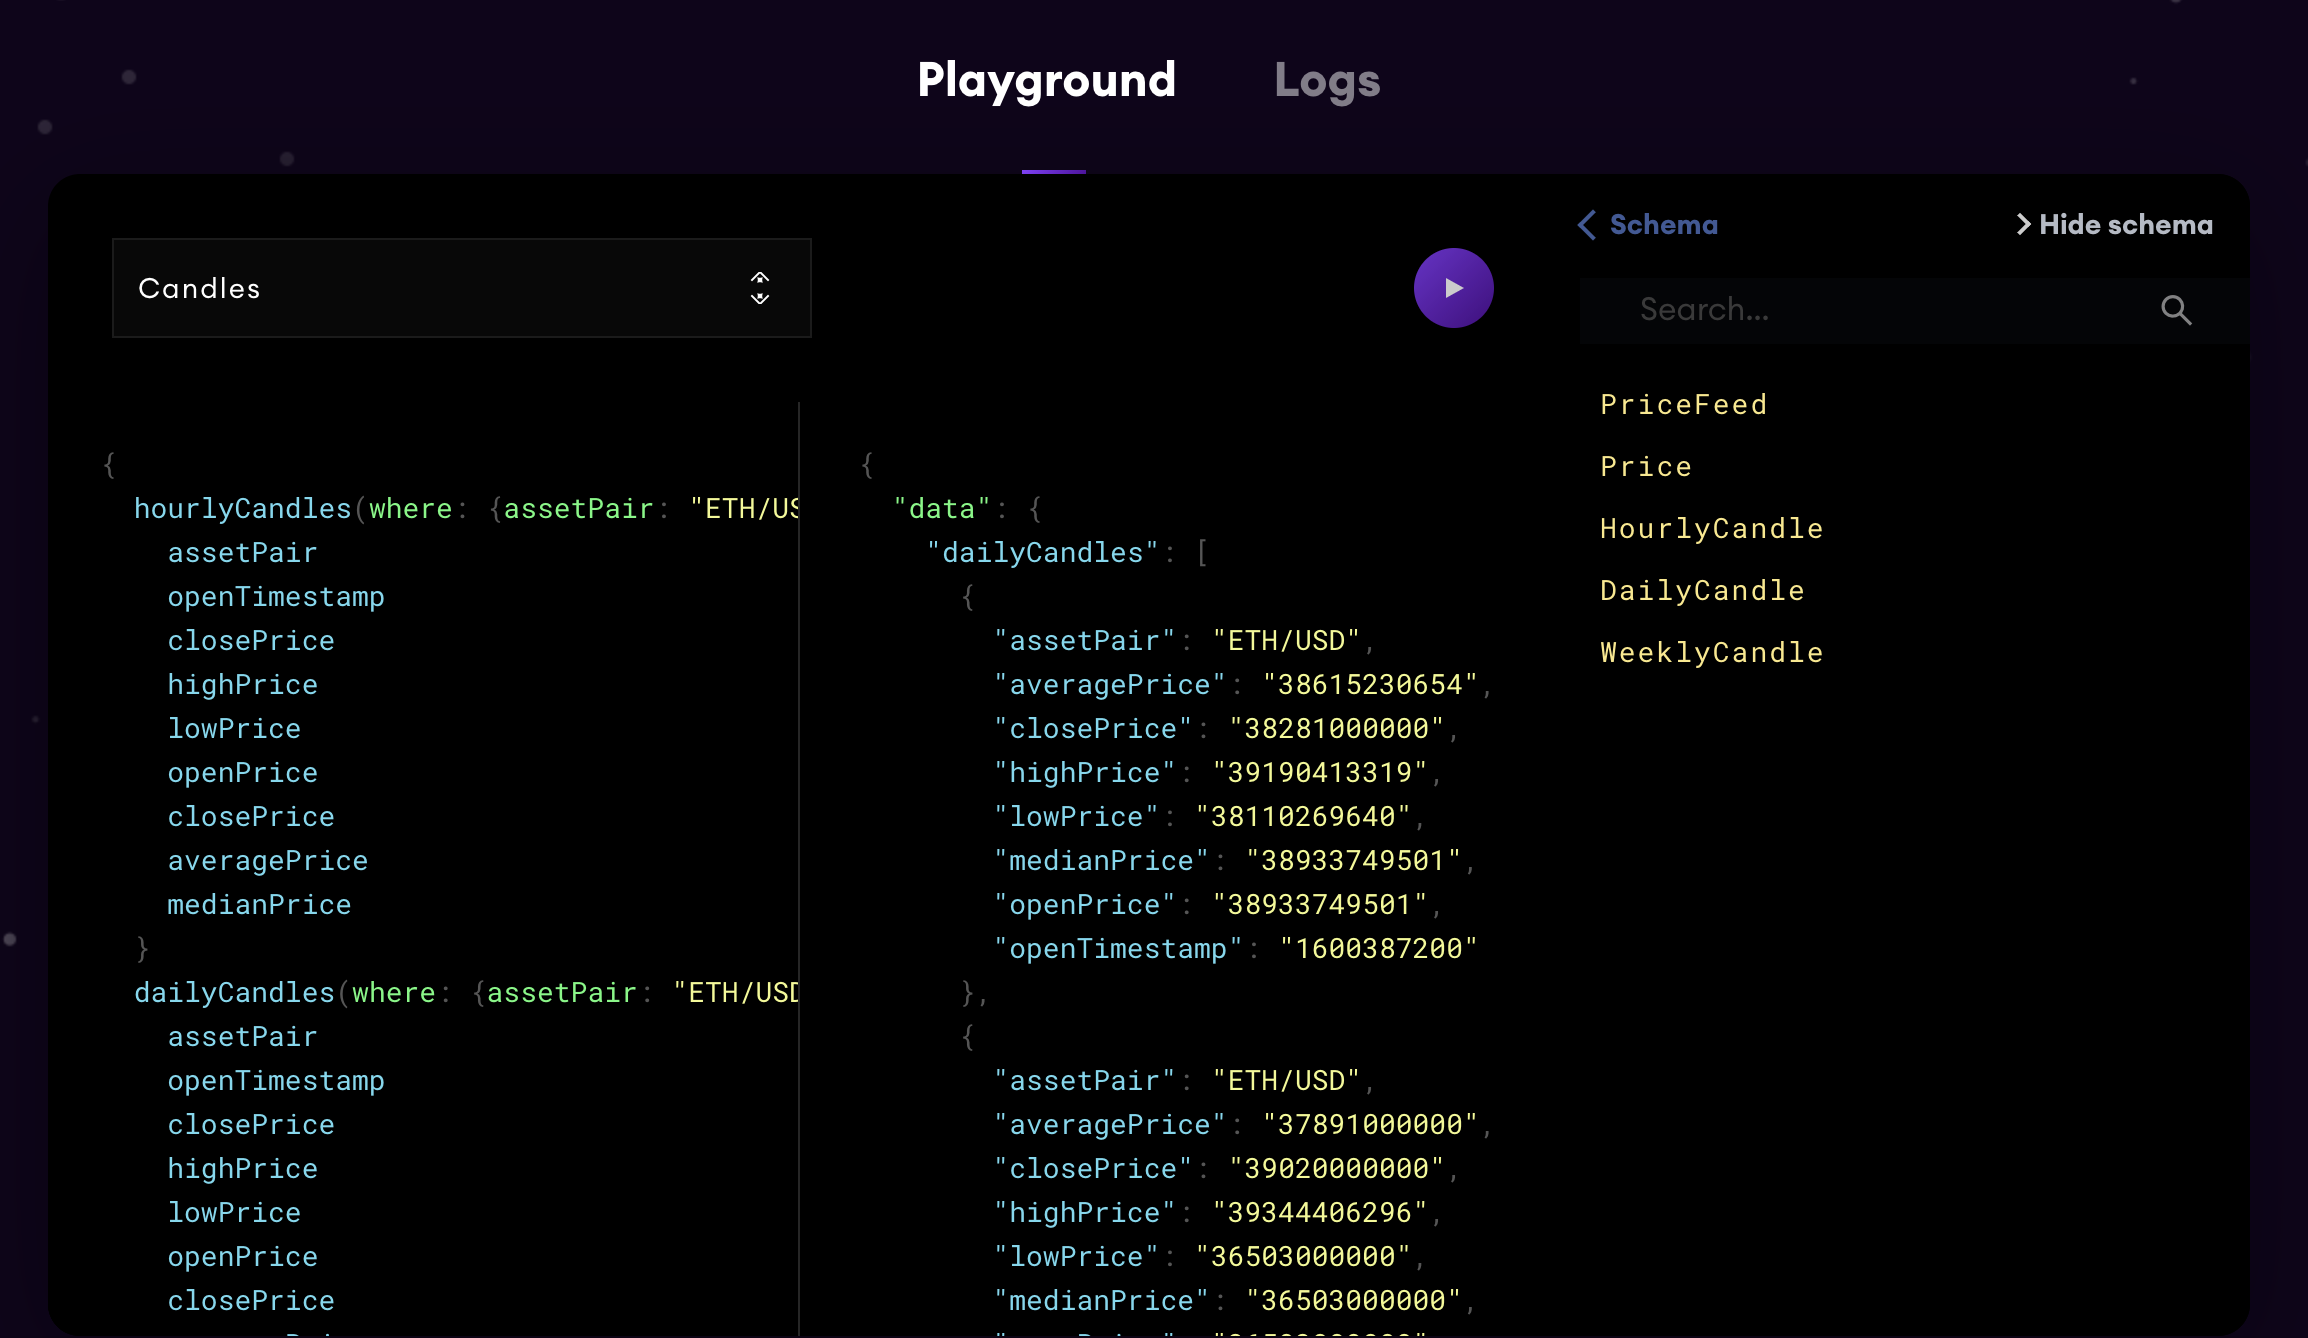 Playground
Logs
Candles
{
hourlyCandles(where: {assetPair: "ETH/US
assetPair
openTimestamp
closePrice
highPrice
lowPrice
openPrice
closePrice
averagePrice
medianPrice
}
dailyCandles(where: {assetPair: "ETH/USD
assetPair
openTimestamp
closePrice
highPrice
lowPrice
openPrice
closePrice
{
"data": {
"dailyCandles": [
{
"assetPair": "ETH/USD",
"averagePrice": "38615230654",
"closePrice": "38281000000",
"highPrice": "39190413319",
"lowPrice": "38110269640",
"medianPrice": "38933749501",
"openPrice": "38933749501",
"openTimestamp": "1600387200"
},
{
"assetPair": "ETH/USD",
"averagePrice": "37891000000",
"closePrice": "39020000000",
"highPrice": "39344406296",
"lowPrice": "36503000000",
"medianPrice": "36503000000",
Schema
Hide schema
Search...
PriceFeed
Price
HourlyCandle
DailyCandle
WeeklyCandle